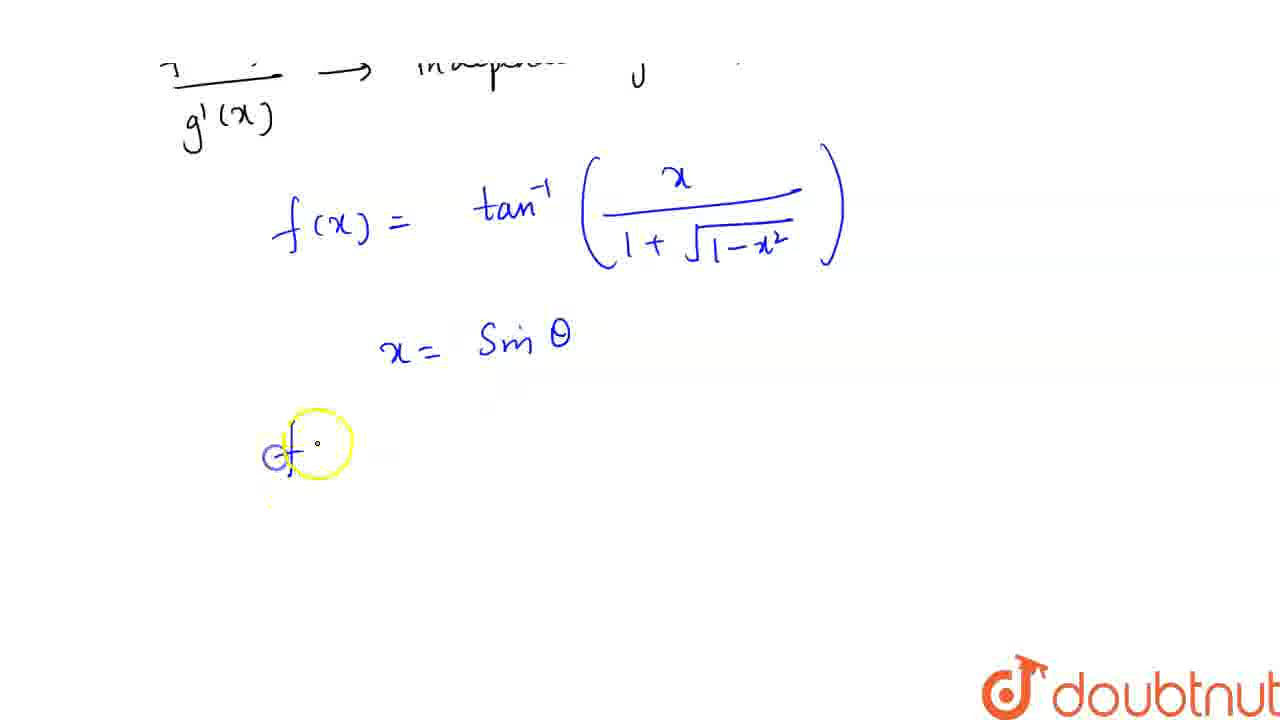 g'(x) →
f(x) = tan⁻¹ ( x / 1 + √1 - x² )
x = Sin θ
f
doubtnut